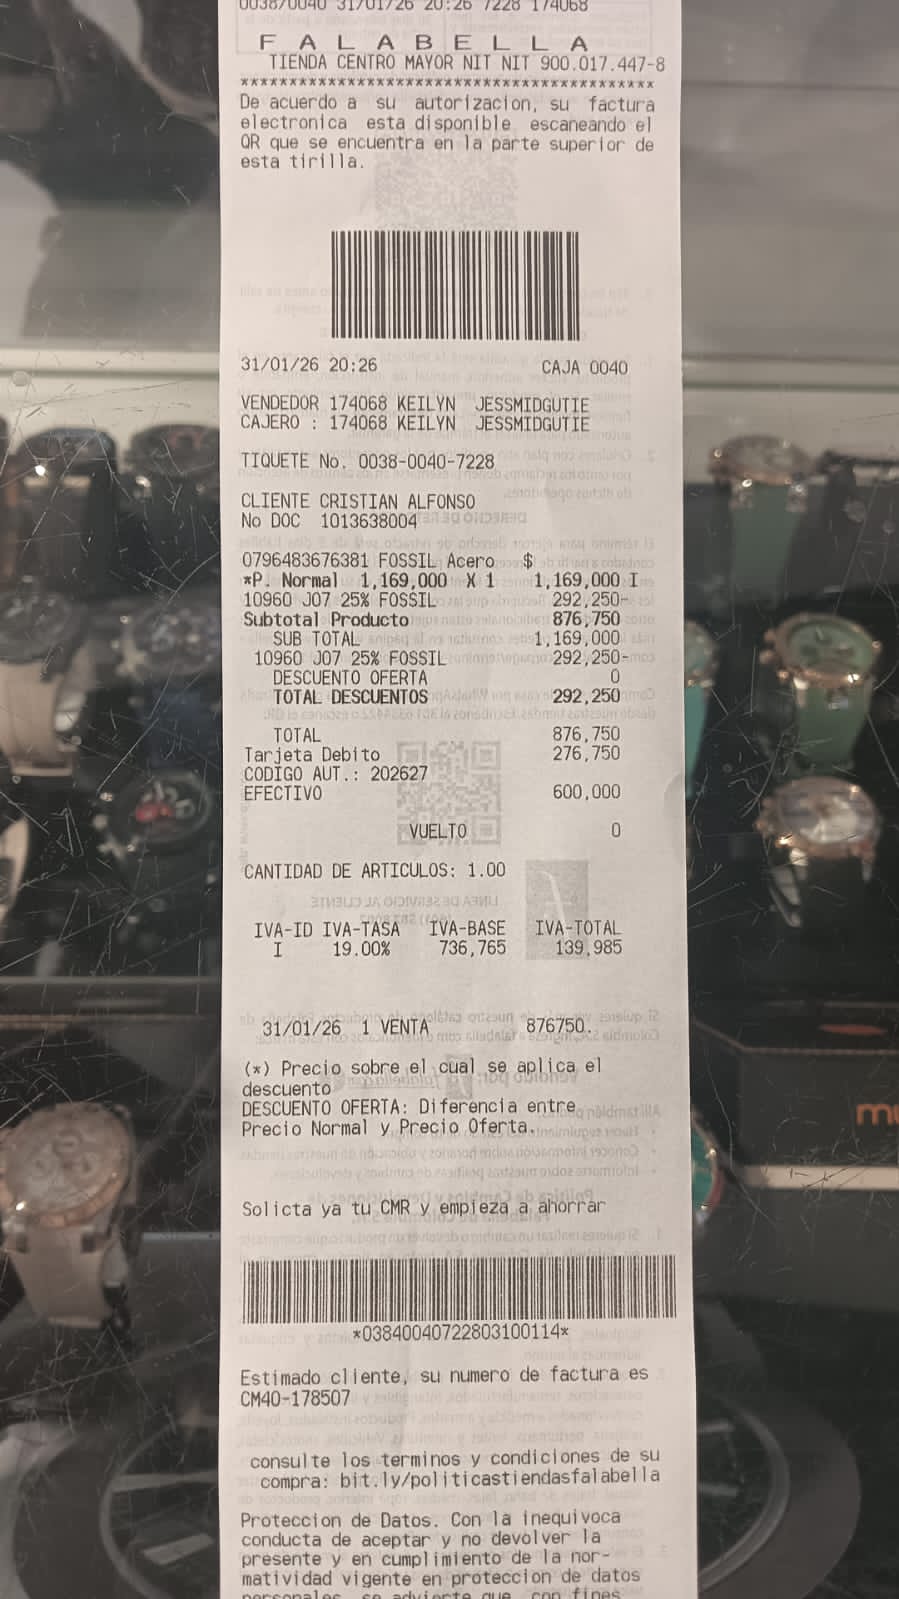 0038/0040 31/01/26 20:26 7228 174068
F A L A B E L L A
TIENDA CENTRO MAYOR NIT NIT 900.017.447-8
******************************************
De acuerdo a su autorizacion, su factura
electronica esta disponible escaneando el
QR que se encuentra en la parte superior de
esta tirilla.
31/01/26 20:26 CAJA 0040
VENDEDOR 174068 KEILYN JESSMIDGUTIE
CAJERO : 174068 KEILYN JESSMIDGUTIE
TIQUETE No. 0038-0040-7228
CLIENTE CRISTIAN ALFONSO
No DOC 1013638004
0796483676381 FOSSIL Acero $
*P. Normal 1,169,000 X 1 1,169,000 I
10960 J07 25% FOSSIL 292,250-
Subtotal Producto 876,750
SUB TOTAL 1,169,000
10960 J07 25% FOSSIL 292,250-
DESCUENTO OFERTA 0
TOTAL DESCUENTOS 292,250
TOTAL 876,750
Tarjeta Debito 276,750
CODIGO AUT.: 202627
EFECTIVO 600,000
VUELTO 0
CANTIDAD DE ARTICULOS: 1.00
IVA-ID IVA-TASA IVA-BASE IVA-TOTAL
I 19.00% 736,765 139,985
31/01/26 1 VENTA 876750.
(*) Precio sobre el cual se aplica el
descuento
DESCUENTO OFERTA: Diferencia entre
Precio Normal y Precio Oferta.
Solicta ya tu CMR y empieza a ahorrar
*03840040722803100114*
Estimado cliente, su numero de factura es
CM40-178507
consulte los terminos y condiciones de su
compra: bit.ly/politicastiendasfalabella
Proteccion de Datos. Con la inequivoca
conducta de aceptar y no devolver la
presente y en cumplimiento de la nor-
matividad vigente en proteccion de datos
personales, se advierte que, con fines